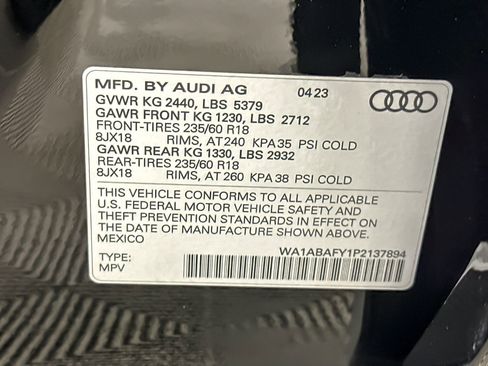 MFD. BY AUDI AG 04 23
GVWR KG 2440, LBS 5379
GAWR FRONT KG 1230, LBS 2712
FRONT-TIRES 235/60 R18
8JX18 RIMS, AT 240 KPA 35 PSI COLD
GAWR REAR KG 1330, LBS 2932
REAR-TIRES 235/60 R18
8JX18 RIMS, AT 260 KPA 38 PSI COLD
THIS VEHICLE CONFORMS TO ALL APPLICABLE
U.S. FEDERAL MOTOR VEHICLE SAFETY AND
THEFT PREVENTION STANDARDS IN EFFECT ON
THE DATE OF MANUFACTURE SHOWN ABOVE.
MEXICO
WA1ABAFY1P2137894
TYPE:
MPV